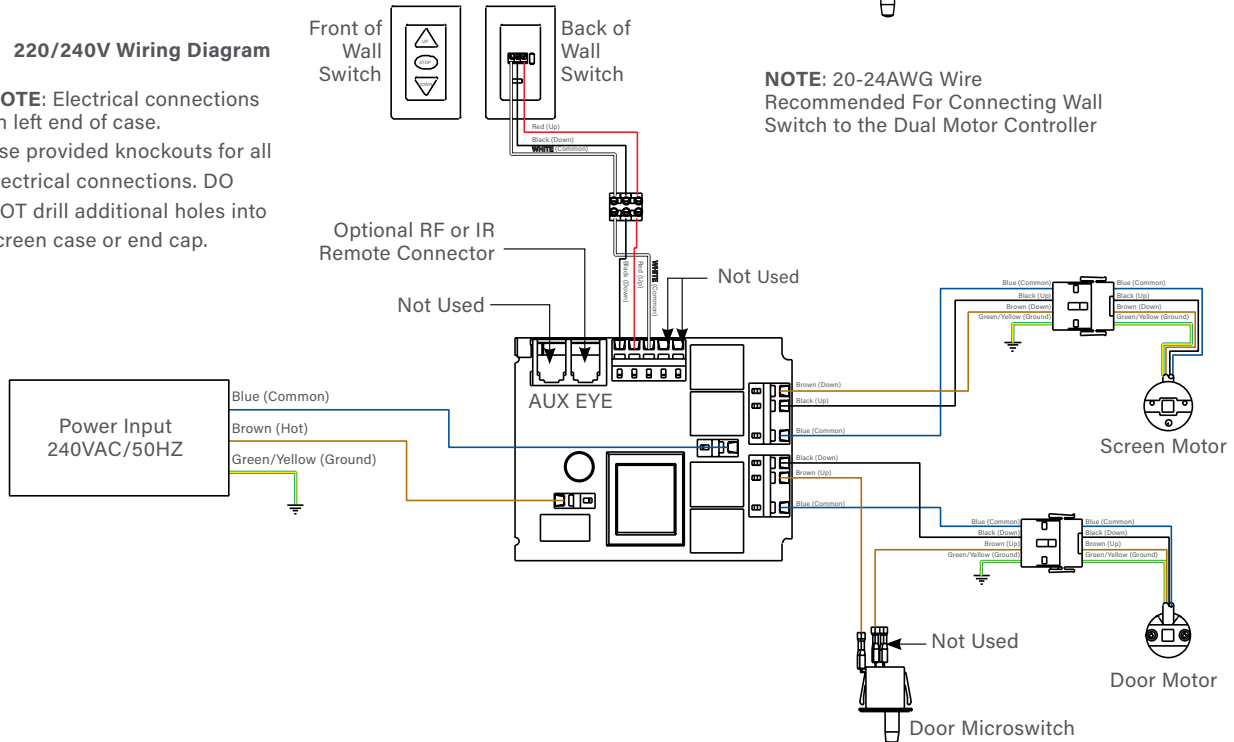 220/240V Wiring Diagram
OTE: Electrical connections
n left end of case.
se provided knockouts for all
lectrical connections. DO
OT drill additional holes into
creen case or end cap.
Front of
Wall
Switch
UP
STOP
DOWN
Back of
Wall
Switch
NOTE: 20-24AWG Wire
Recommended For Connecting Wall
Switch to the Dual Motor Controller
Red (Up)
Black (Down)
WHITE (Common)
Optional RF or IR
Remote Connector
Not Used
Black (Down)
Red (Up)
WHITE (Common)
Not Used
AUX EYE
Power Input
240VAC/50HZ
Blue (Common)
Brown (Hot)
Green/Yellow (Ground)
Brown (Down)
Black (Up)
Blue (Common)
Black (Down)
Brown (Up)
Blue (Common)
Blue (Common)
Black (Up)
Brown (Down)
Green/Yellow (Ground)
Blue (Common)
Black (Up)
Brown (Down)
Green/Yellow (Ground)
Screen Motor
Blue (Common)
Black (Down)
Brown (Up)
Green/Yellow (Ground)
Blue (Common)
Black (Down)
Brown (Up)
Green/Yellow (Ground)
Door Motor
Not Used
Door Microswitch